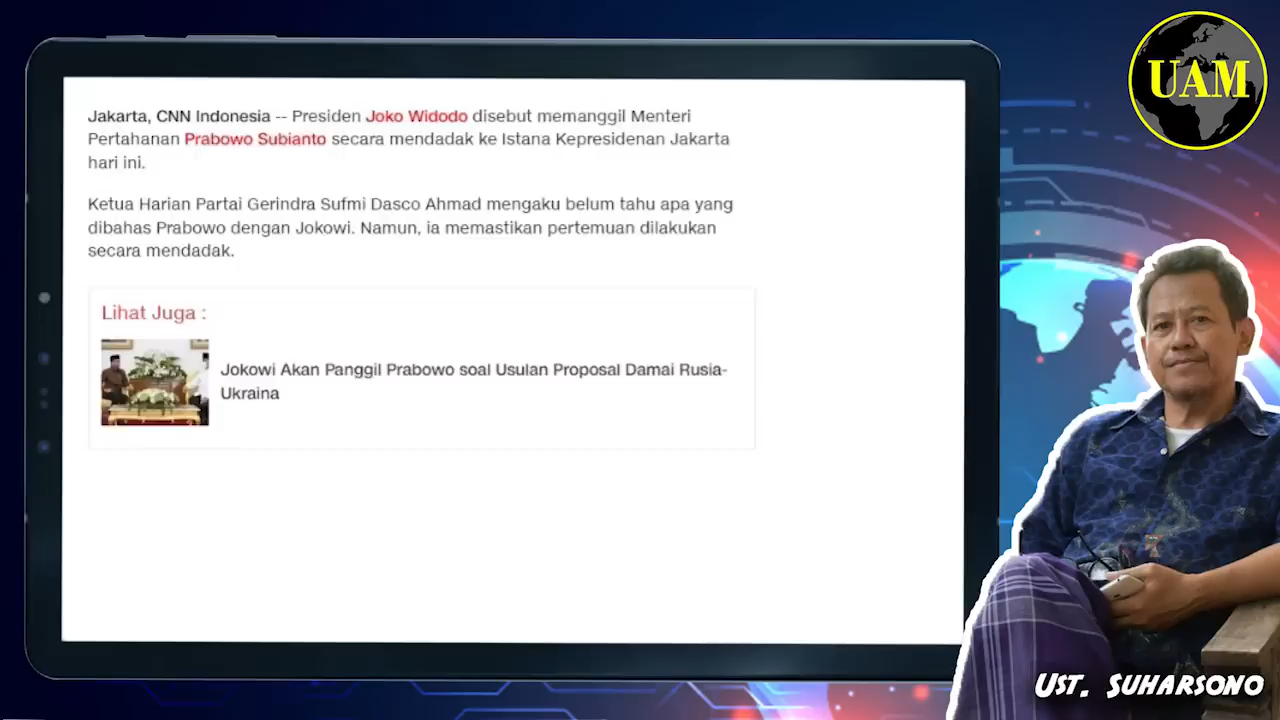 Jakarta, CNN Indonesia -- Presiden Joko Widodo disebut memanggil Menteri
Pertahanan Prabowo Subianto secara mendadak ke Istana Kepresidenan Jakarta
hari ini.
Ketua Harian Partai Gerindra Sufmi Dasco Ahmad mengaku belum tahu apa yang
dibahas Prabowo dengan Jokowi. Namun, ia memastikan pertemuan dilakukan
secara mendadak.
Lihat Juga :
Jokowi Akan Panggil Prabowo soal Usulan Proposal Damai Rusia-
Ukraina
UAM
UST. SUHARSONO